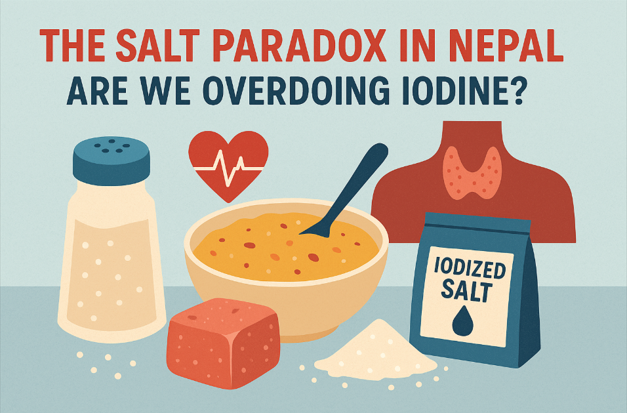 THE SALT PARADOX IN NEPAL
ARE WE OVERDOING IODINE?
IODIZED
SALT